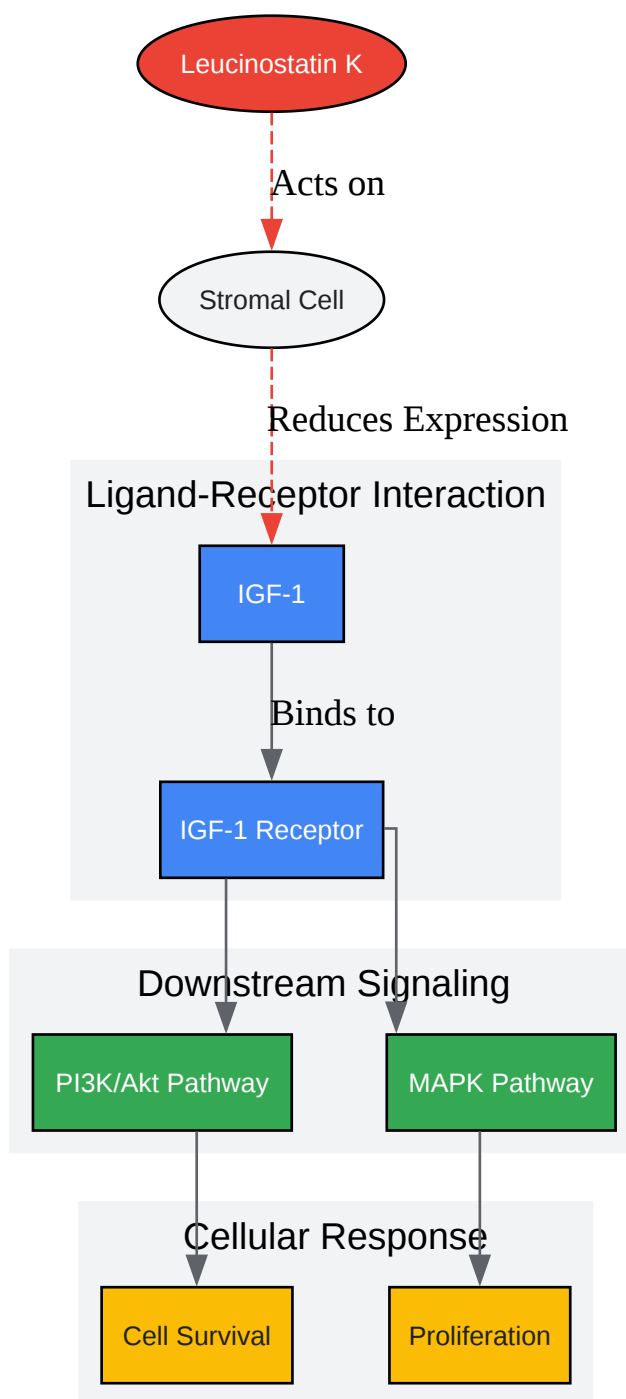 Leucinostatin K
Acts on
Stromal Cell
Reduces Expression
Ligand-Receptor Interaction
IGF-1
Binds to
IGF-1 Receptor
Downstream Signaling
PI3K/Akt Pathway
MAPK Pathway
Cellular Response
Cell Survival
Proliferation